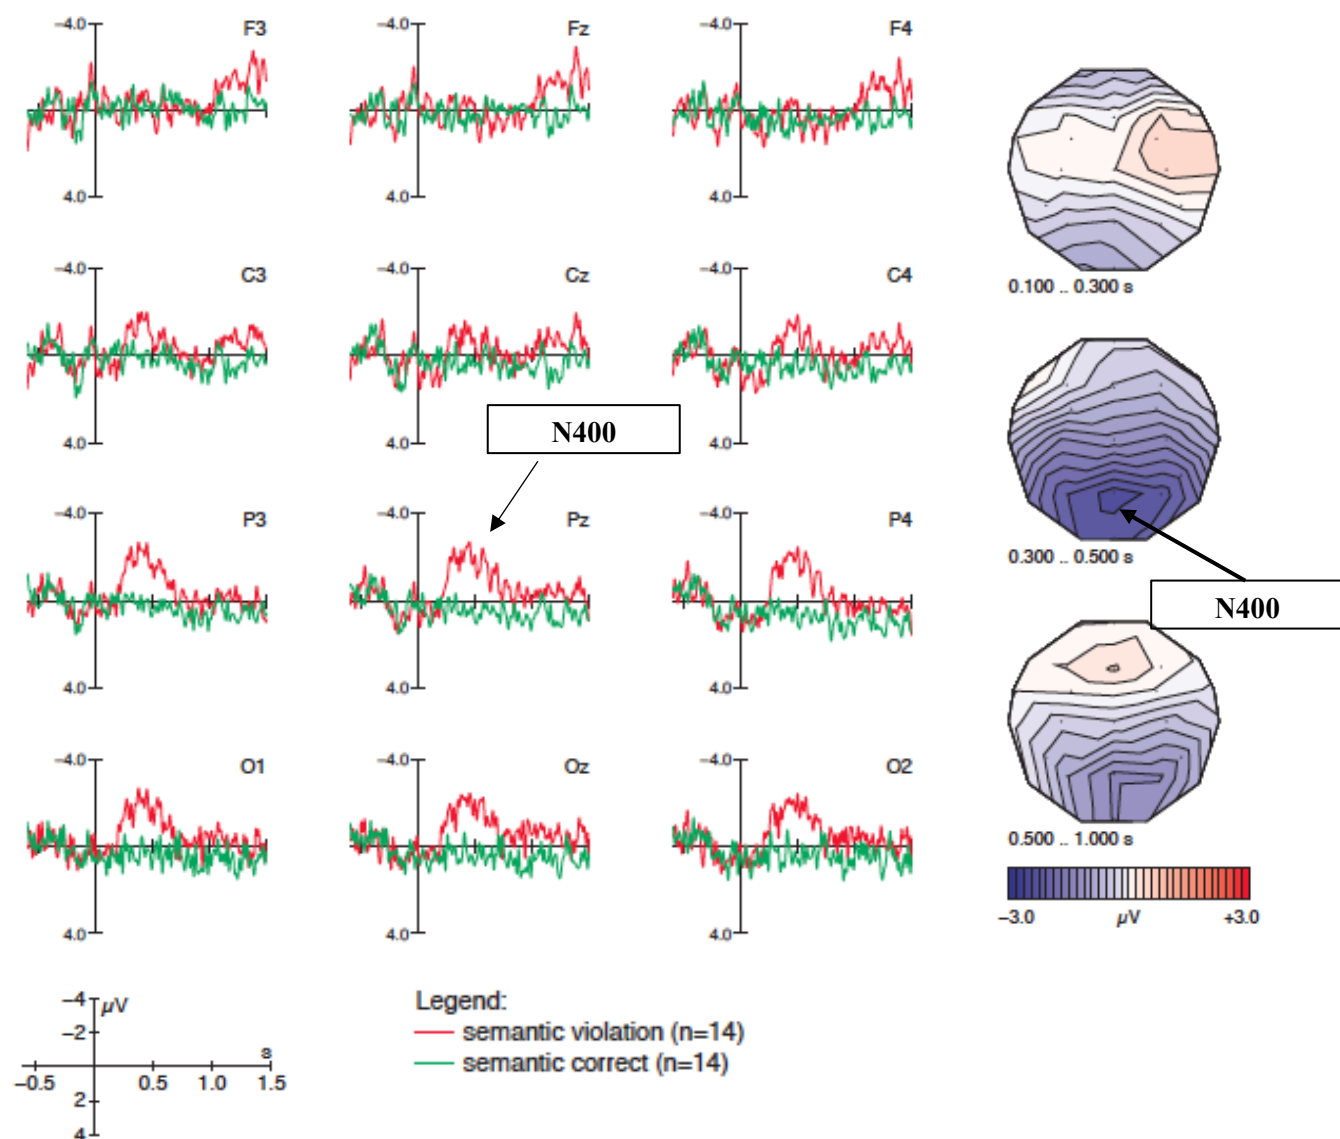 −4.0 F3
4.0
−4.0 Fz
4.0
−4.0 F4
4.0
0.100 .. 0.300 s
−4.0 C3
4.0
−4.0 Cz
4.0
−4.0 C4
4.0
N400
0.300 .. 0.500 s
N400
−4.0 P3
4.0
−4.0 Pz
4.0
−4.0 P4
4.0
0.500 .. 1.000 s
−3.0 µV +3.0
−4.0 O1
4.0
−4.0 Oz
4.0
−4.0 O2
4.0
−4 µV
−2
s
−0.5 0.5 1.0 1.5
2
4
Legend:
semantic violation (n=14)
semantic correct (n=14)